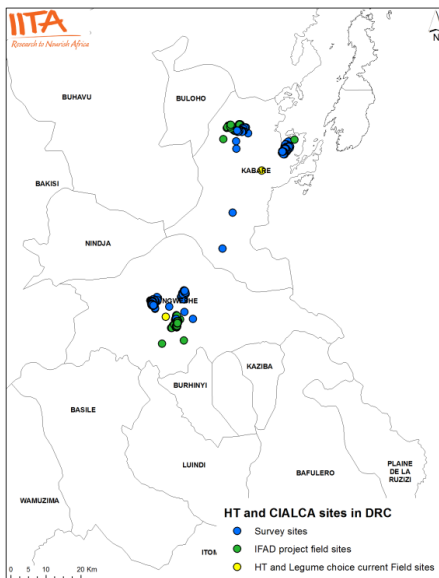 IITA
Research to Nourish Africa
N
BUHAVU
BULOHO
KABARE
BAKISI
NINDJA
KAZIBA
BURHINYI
BASILE
LUINDI
BAFULERO
PLAINE
DE LA
RUZIZI
WAMUZIMA
HT and CIALCA sites in DRC
Survey sites
IFAD project field sites
HT and Legume choice current Field sites
0 5 10 20 Km